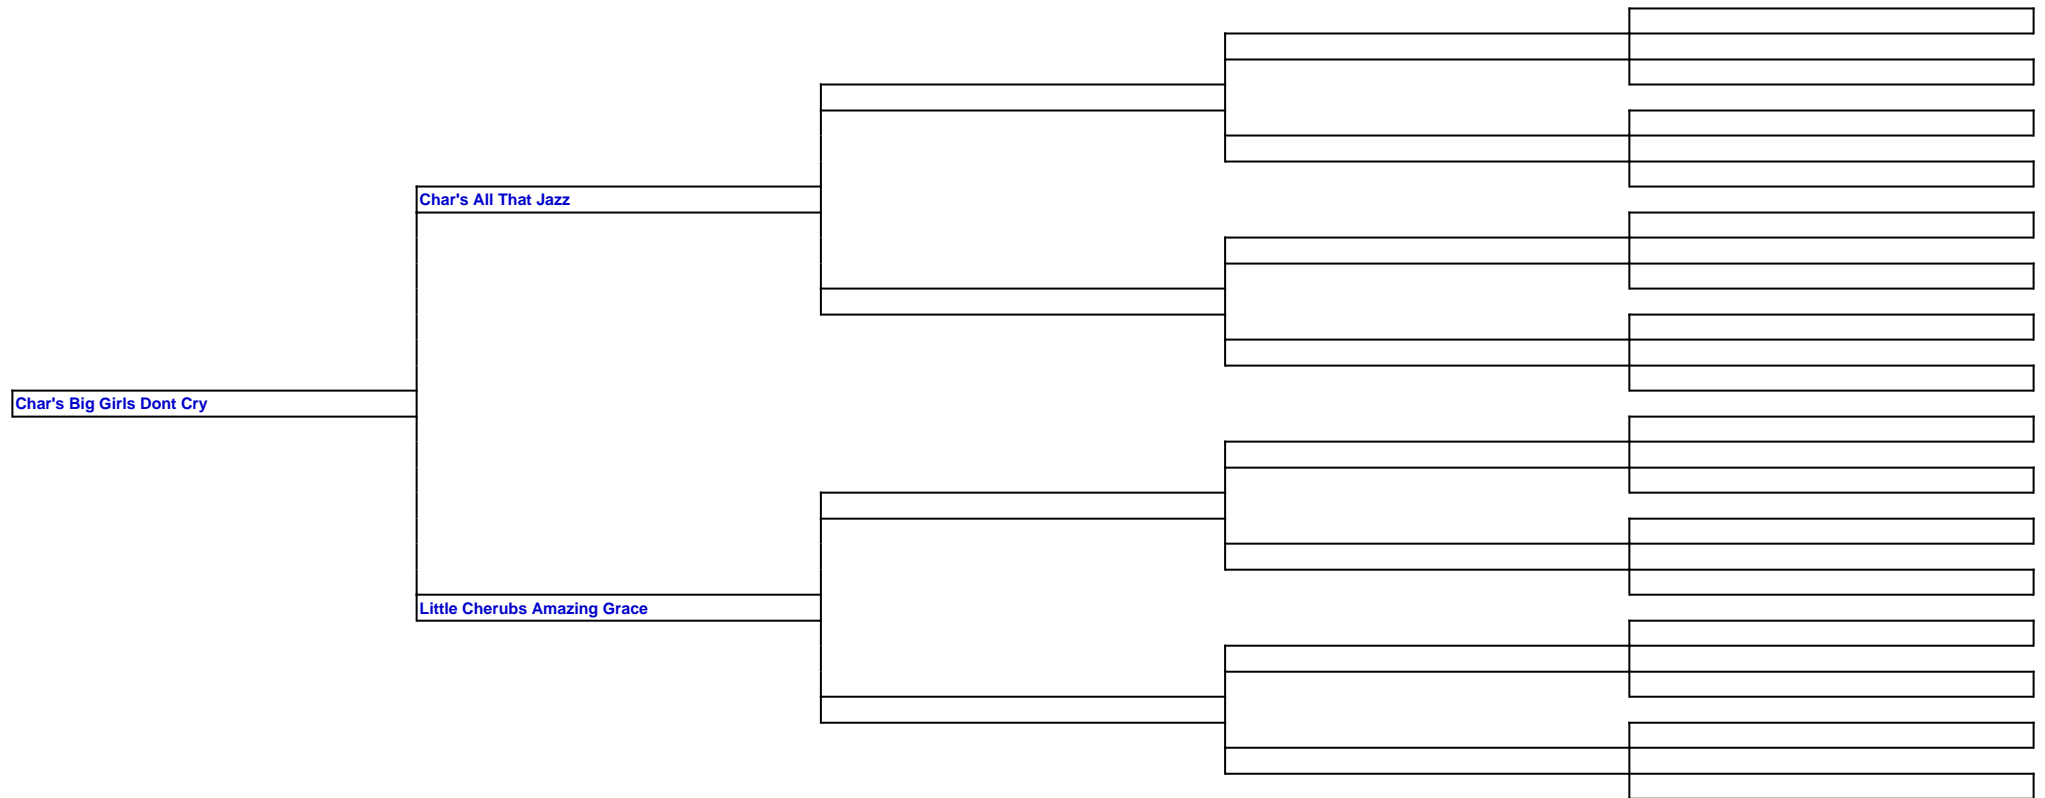 Char's All That Jazz
Char's Big Girls Dont Cry
Little Cherubs Amazing Grace